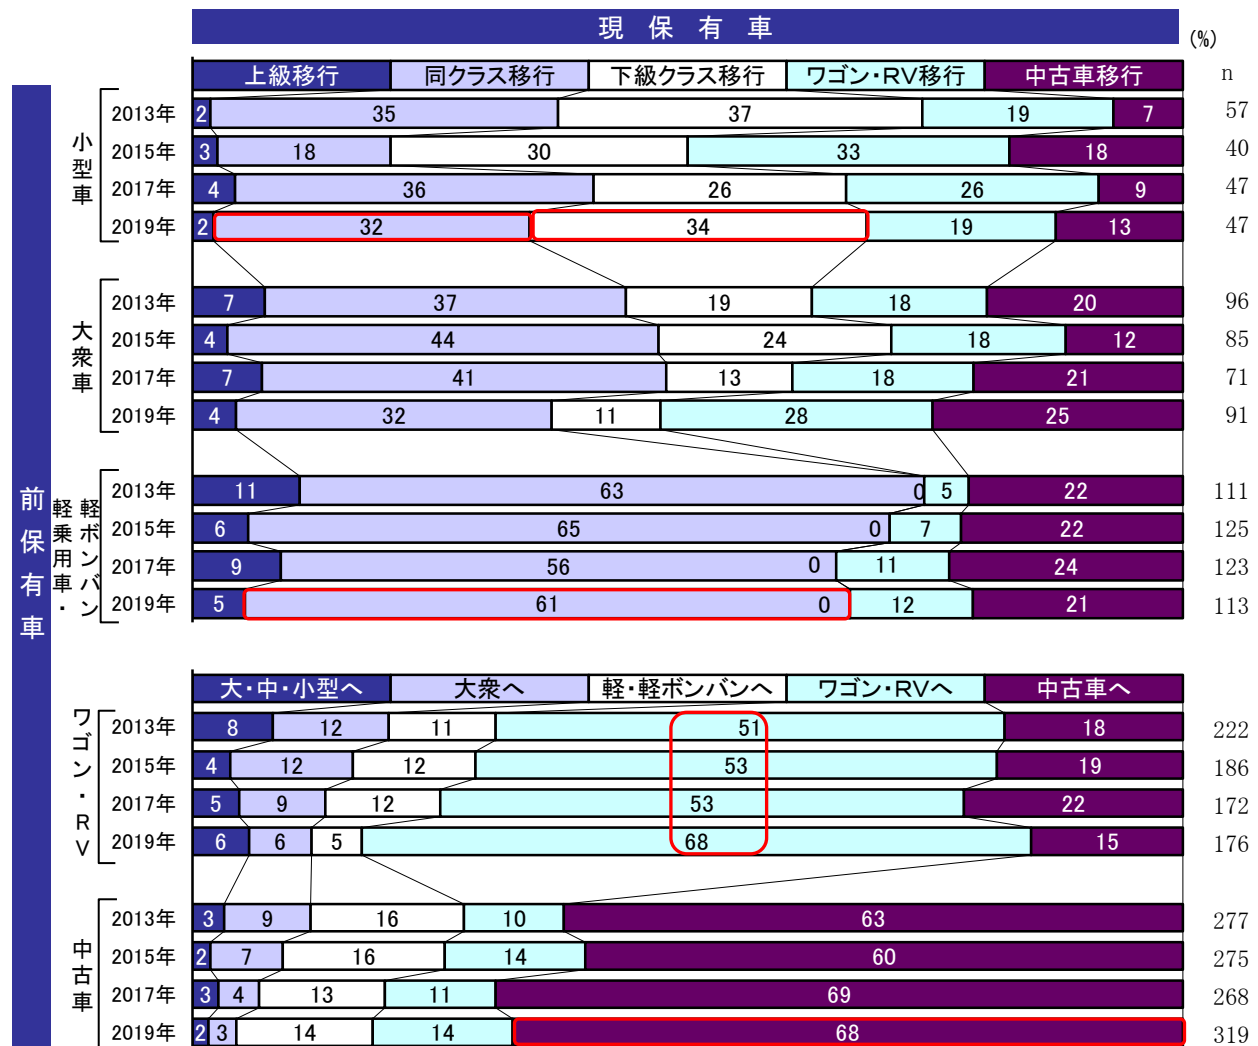 現保有車
(%)
上級移行 同クラス移行 下級クラス移行 ワゴン・RV移行 中古車移行 n
前保有車
小型車
2013年 2 35 37 19 7 57
2015年 3 18 30 33 18 40
2017年 4 36 26 26 9 47
2019年 2 32 34 19 13 47
大衆車
2013年 7 37 19 18 20 96
2015年 4 44 24 18 12 85
2017年 7 41 13 18 21 71
2019年 4 32 11 28 25 91
軽乗用車・軽ボンバン
2013年 11 63 0 5 22 111
2015年 6 65 0 7 22 125
2017年 9 56 0 11 24 123
2019年 5 61 0 12 21 113
大・中・小型へ 大衆へ 軽・軽ボンバンへ ワゴン・RVへ 中古車へ
ワゴン・RV
2013年 8 12 11 51 18 222
2015年 4 12 12 53 19 186
2017年 5 9 12 53 22 172
2019年 6 6 5 68 15 176
中古車
2013年 3 9 16 10 63 277
2015年 2 7 16 14 60 275
2017年 3 4 13 11 69 268
2019年 2 3 14 14 68 319